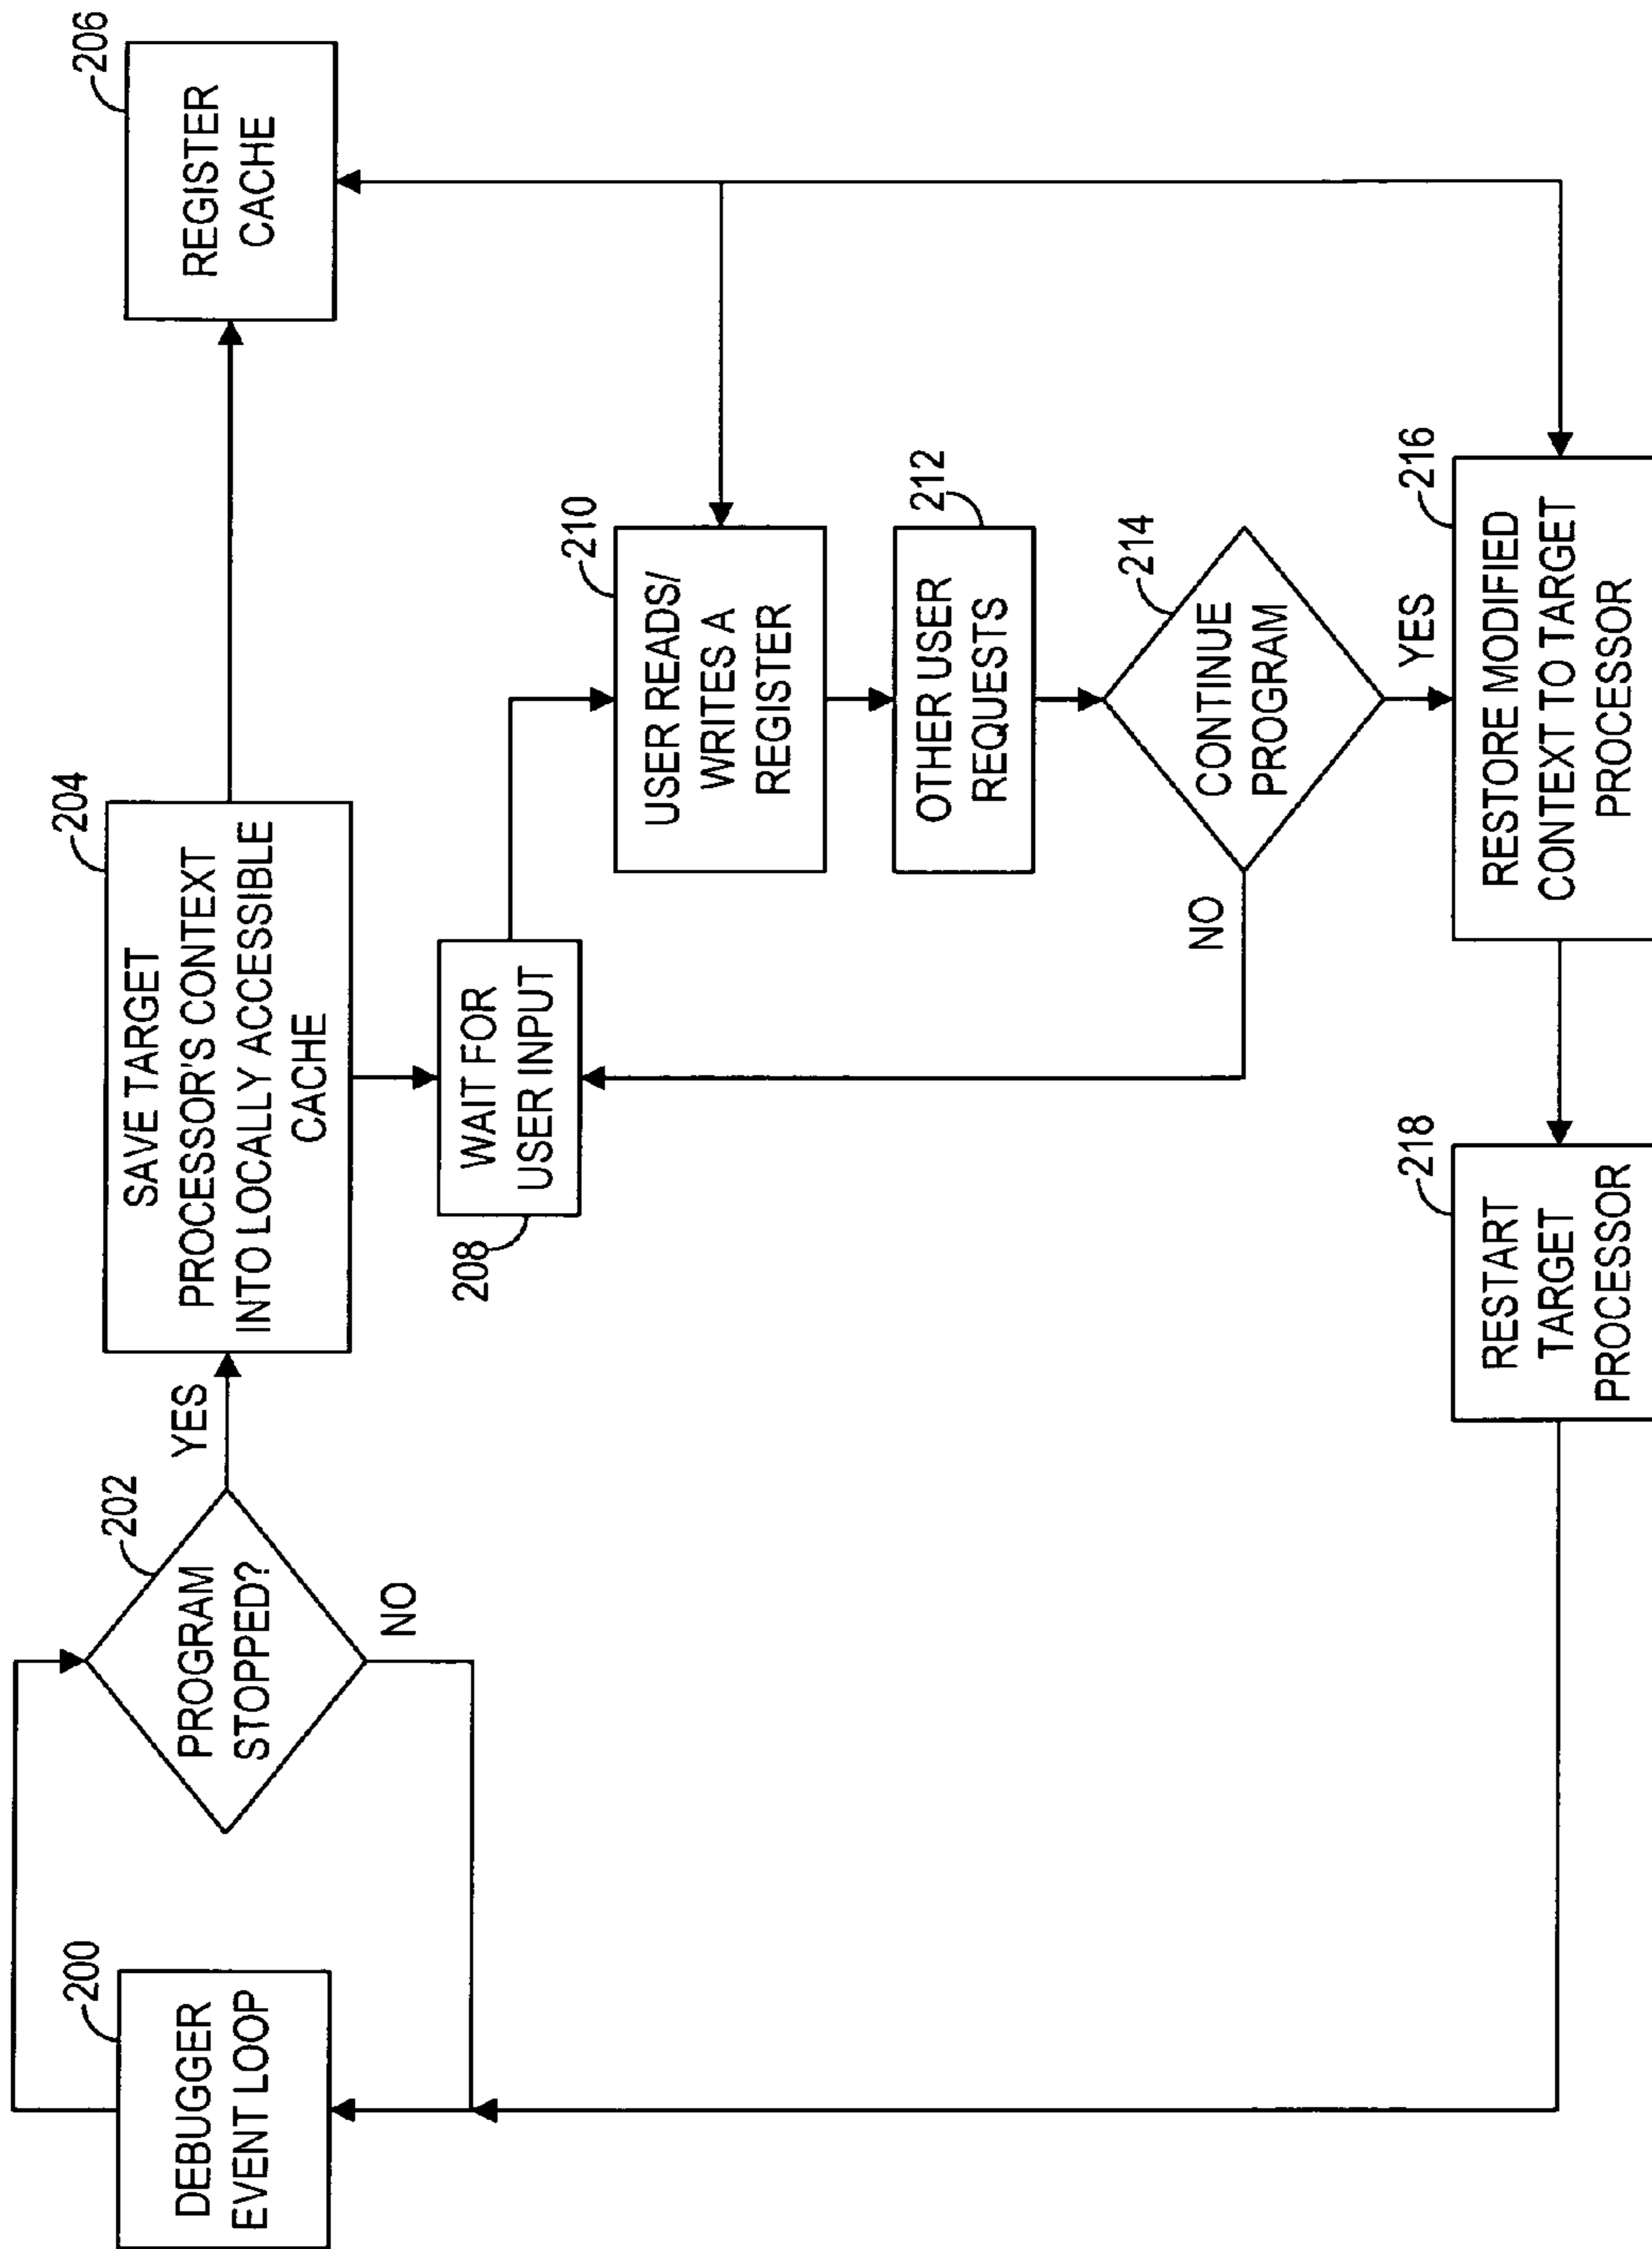 200
DEBUGGER
EVENT LOOP
202
PROGRAM
STOPPED?
YES
NO
204
SAVE TARGET
PROCESSOR'S CONTEXT
INTO LOCALLY ACCESSIBLE
CACHE
206
REGISTER
CACHE
WAIT FOR
USER INPUT
208
210
USER READS/
WRITES A
REGISTER
212
OTHER USER
REQUESTS
214
CONTINUE
PROGRAM
NO
YES
216
RESTORE MODIFIED
CONTEXT TO TARGET
PROCESSOR
218
RESTART
TARGET
PROCESSOR